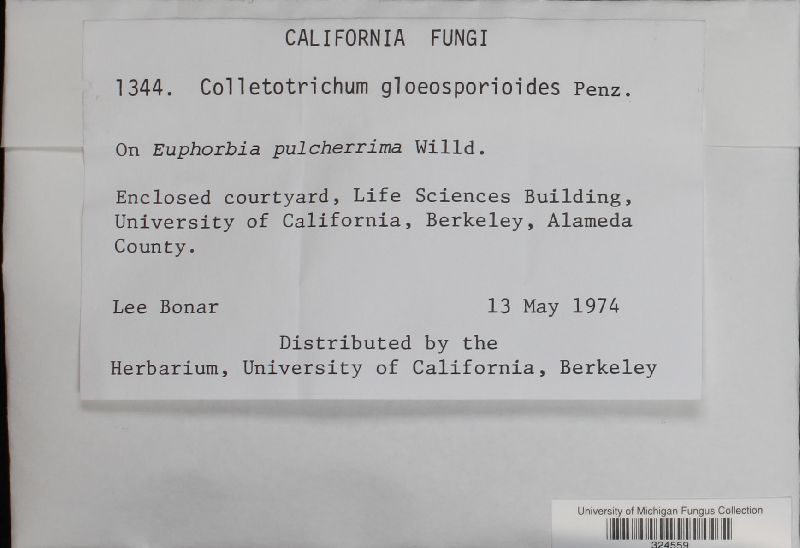 CALIFORNIA FUNGI
1344. Colletotrichum gloeosporioides Penz.
On Euphorbia pulcherrima Willd.
Enclosed courtyard, Life Sciences Building,
University of California, Berkeley, Alameda
County.
Lee Bonar 13 May 1974
Distributed by the
Herbarium, University of California, Berkeley
University of Michigan Fungus Collection
324559